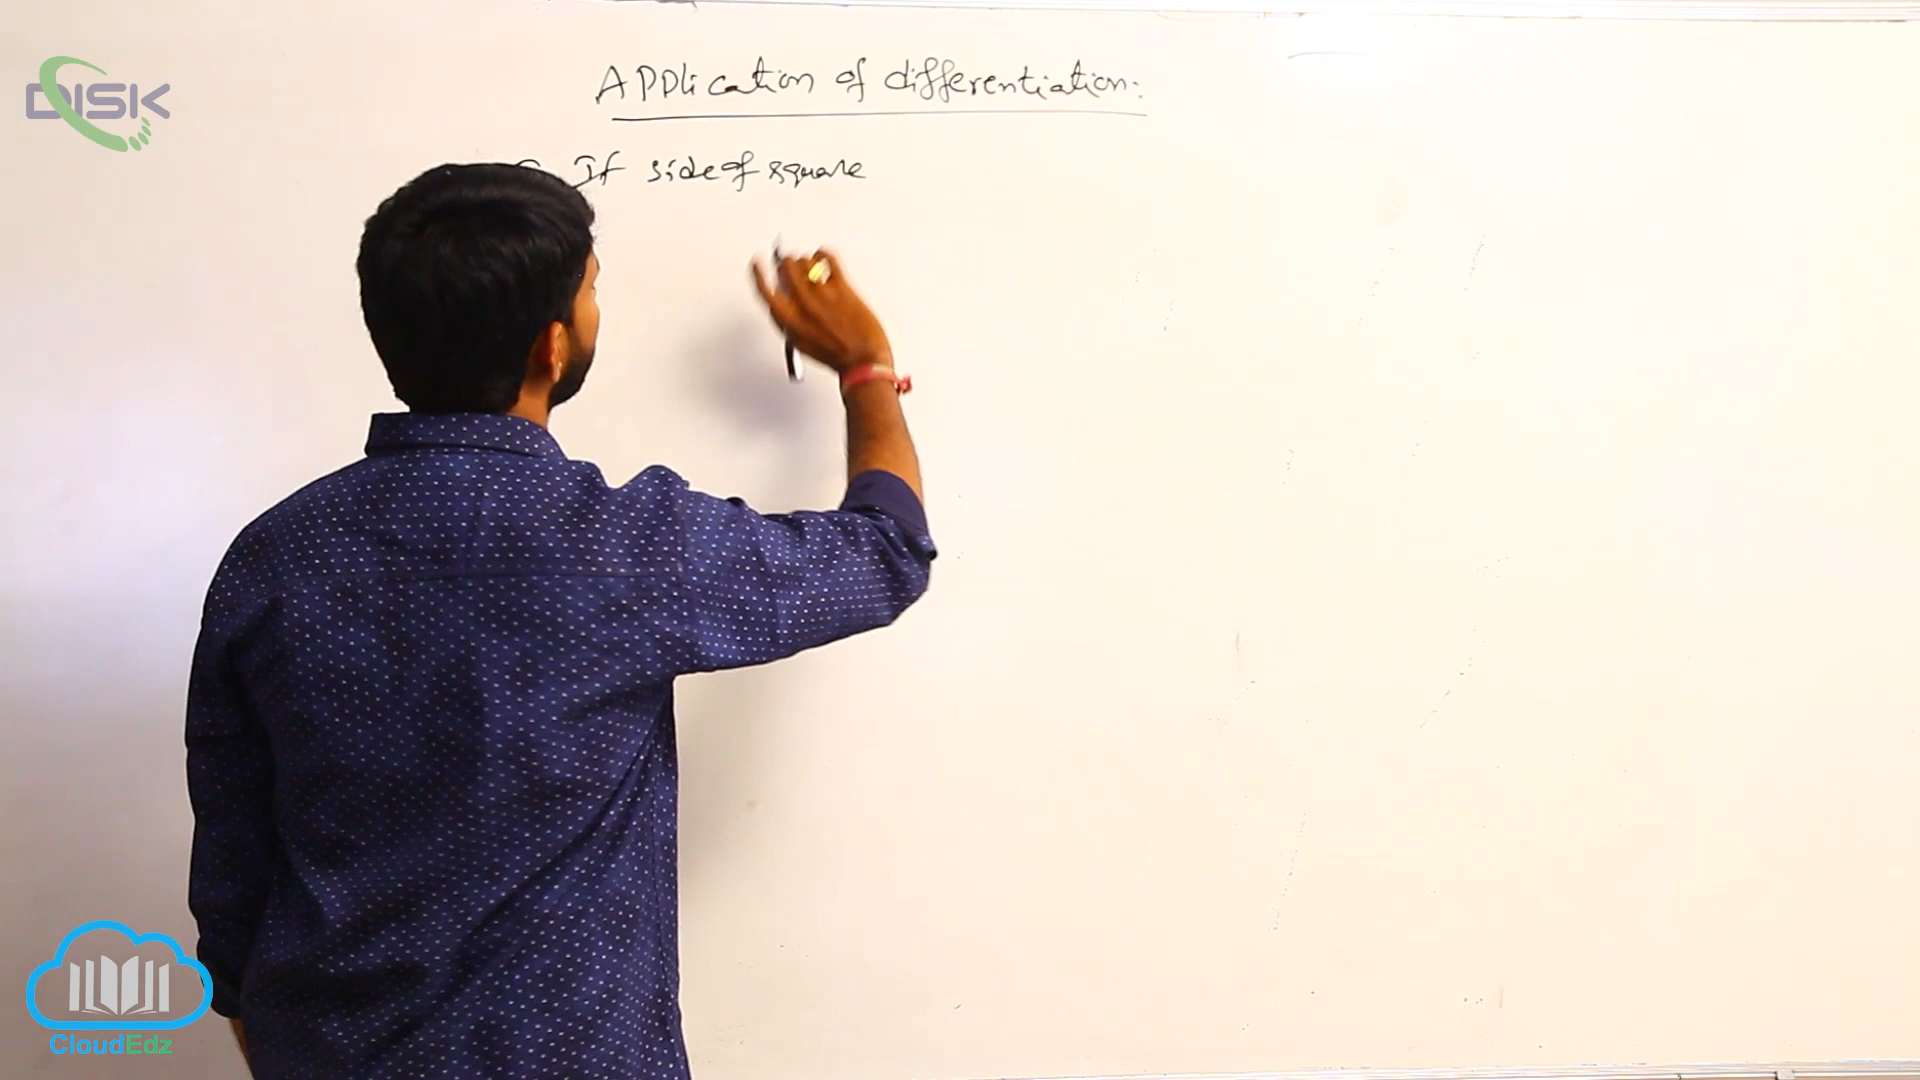 DISK
Application of differentiation:
If side of square
CloudEdz